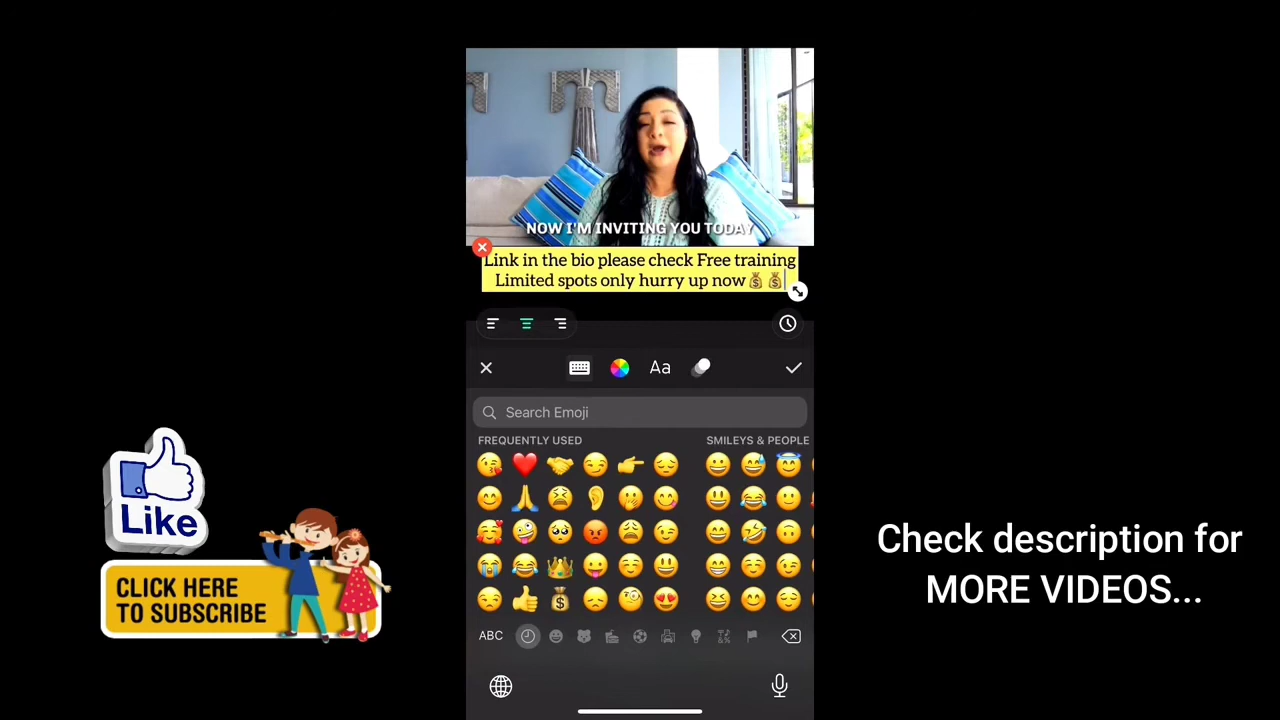 NOW I'M INVITING YOU TODAY
Link in the bio please check Free training
Limited spots only hurry up now💰💰
Aa
Search Emoji
FREQUENTLY USED
SMILEYS & PEOPLE
ABC
Like
CLICK HERE
TO SUBSCRIBE
Check description for
MORE VIDEOS...